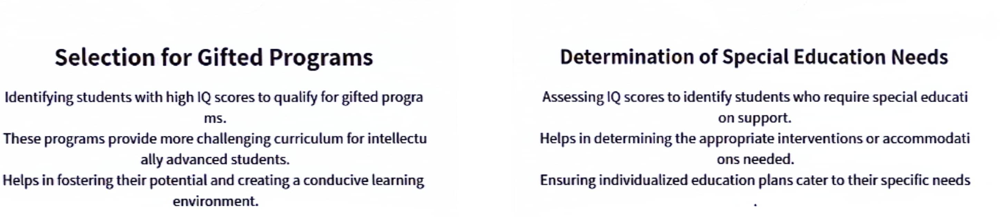 Selection for Gifted Programs
Identifying students with high IQ scores to qualify for gifted progra
ms.
These programs provide more challenging curriculum for intellectu
ally advanced students.
Helps in fostering their potential and creating a conducive learning
environment.
Determination of Special Education Needs
Assessing IQ scores to identify students who require special educati
on support.
Helps in determining the appropriate interventions or accommodati
ons needed.
Ensuring individualized education plans cater to their specific needs
.